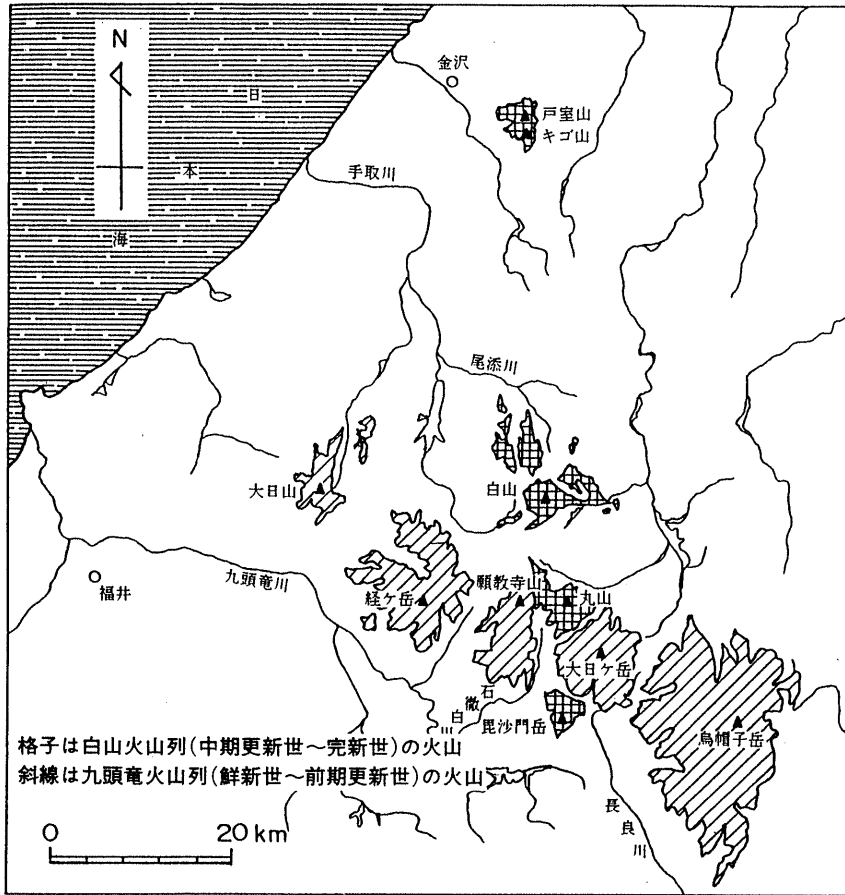 N
日
本
海
金沢
戸室山
キゴ山
手取川
尾添川
大日山
白山
九頭竜川
福井
経ケ岳
願教寺山
丸山
大日ケ岳
石
徹
白
川
毘沙門岳
烏帽子岳
長
良
川
格子は白山火山列(中期更新世〜完新世)の火山
斜線は九頭竜火山列(鮮新世〜前期更新世)の火山
0 20 km